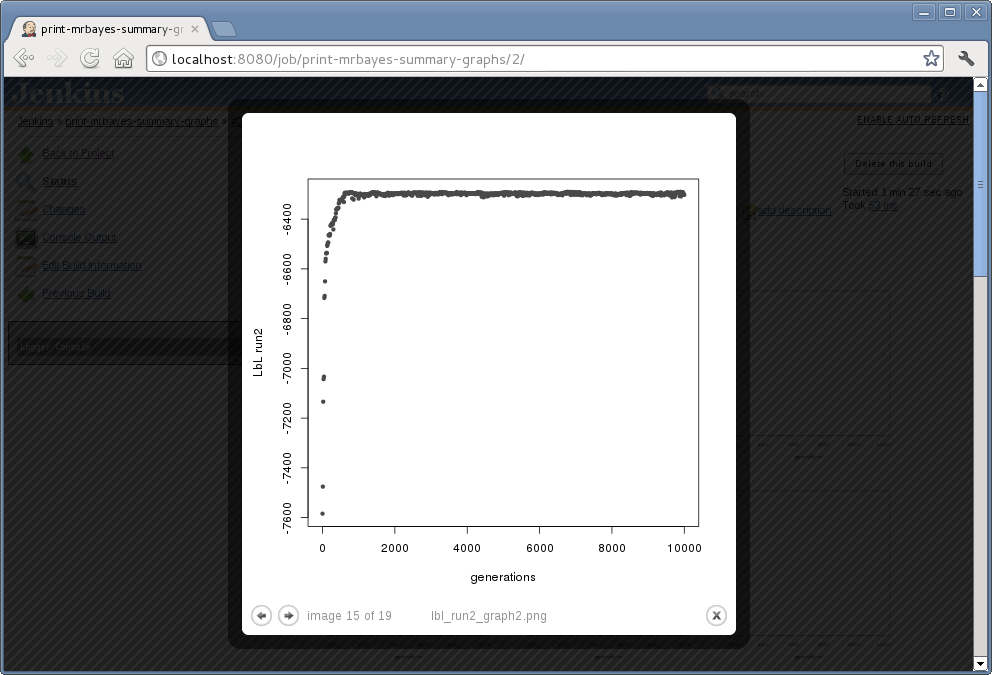 print-mrbayes-summary-gr
localhost:8080/job/print-mrbayes-summary-graphs/2/
Jenkins
search
Jenkins » print-mrbayes-summary-graphs »
ENABLE AUTO REFRESH
Back to Project
Status
Changes
Console Output
Edit Build Information
Previous Build
Logger Console
Delete this build
Started 1 min 27 sec ago
Took 53 ms
add description
LbL run2
-6400
-6600
-6800
-7000
-7200
-7400
-7600
0 2000 4000 6000 8000 10000
generations
image 15 of 19 lbl_run2_graph2.png